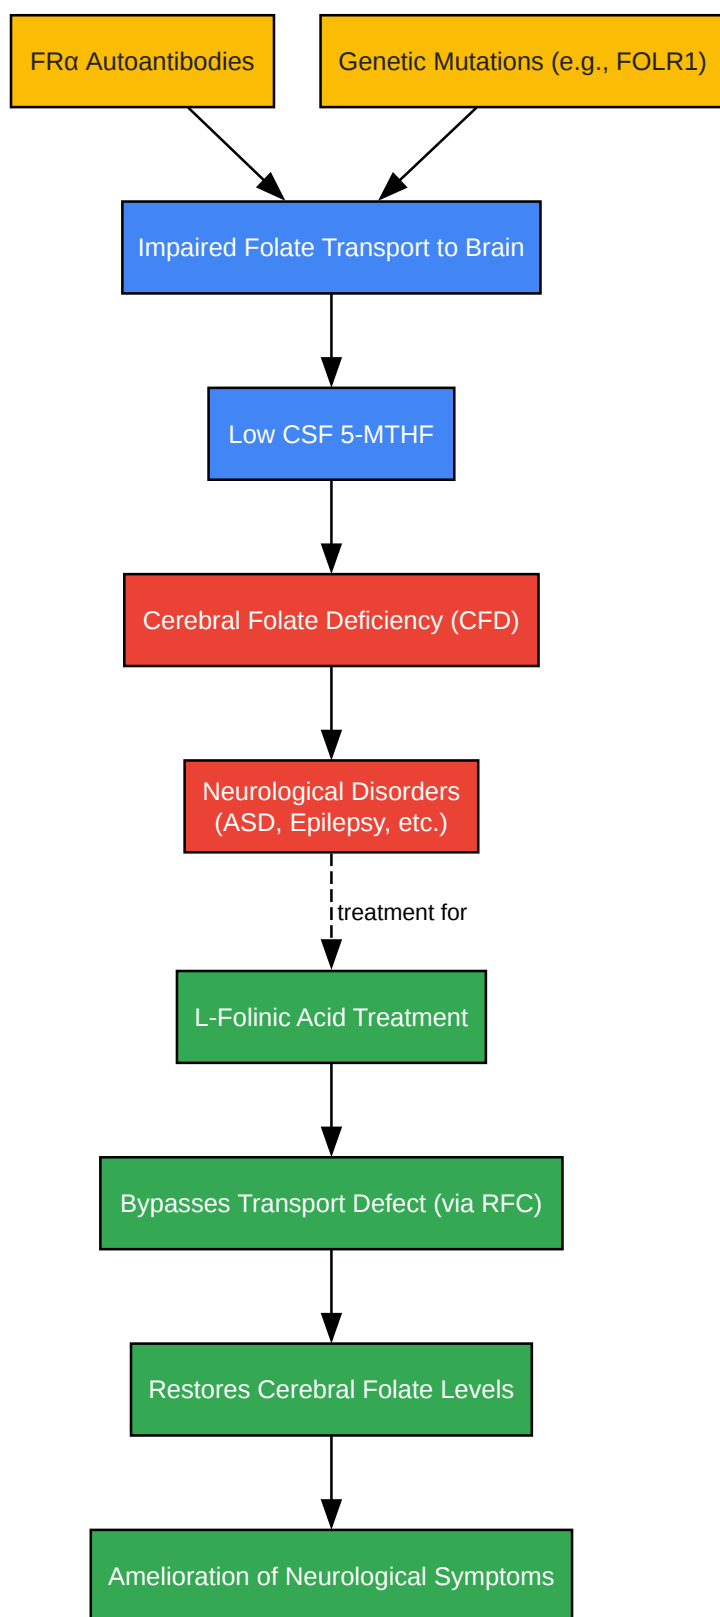 FRα Autoantibodies
Genetic Mutations (e.g., FOLR1)
Impaired Folate Transport to Brain
Low CSF 5-MTHF
Cerebral Folate Deficiency (CFD)
Neurological Disorders
(ASD, Epilepsy, etc.)
treatment for
L-Folinic Acid Treatment
Bypasses Transport Defect (via RFC)
Restores Cerebral Folate Levels
Amelioration of Neurological Symptoms